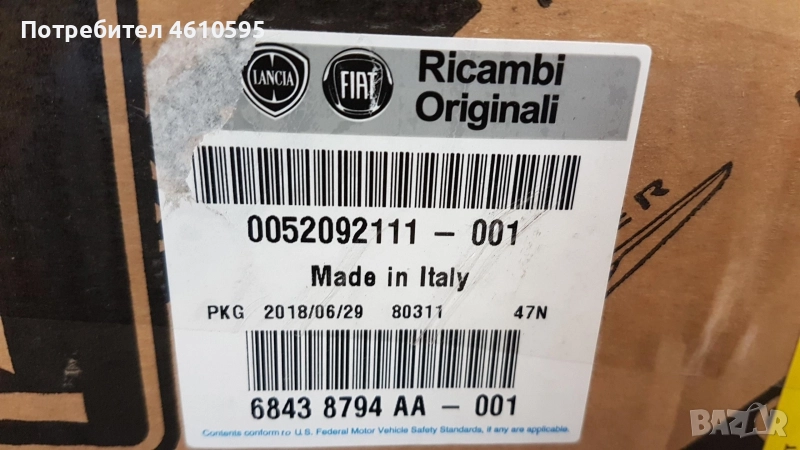 Потребител 4610595
LANCIA
FIAT
Ricambi
Originali
0052092111 - 001
Made in Italy
PKG 2018/06/29 80311 47N
6843 8794 AA - 001
Contents conform to U.S. Federal Motor Vehicle Safety Standards, if any are applicable.
BAZAR